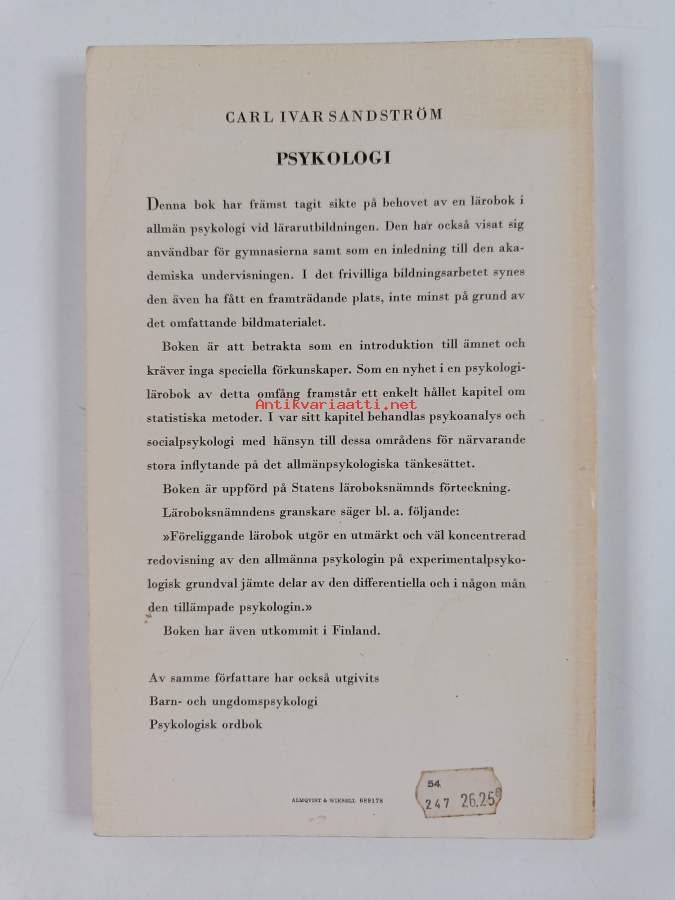 CARL IVAR SANDSTRÖM
PSYKOLOGI
Denna bok har främst tagit sikte på behovet av en lärobok i
allmän psykologi vid lärarutbildningen. Den har också visat sig
användbar för gymnasierna samt som en inledning till den aka-
demiska undervisningen. I det frivilliga bildningsarbetet synes
den även ha fått en framträdande plats, inte minst på grund av
det omfattande bildmaterialet.
Boken är att betrakta som en introduktion till ämnet och
kräver inga speciella förkunskaper. Som en nyhet i en psykologi-
lärobok av detta omfång framstår ett enkelt hållet kapitel om
Antikvariaatti.net
statistiska metoder. I var sitt kapitel behandlas psykoanalys och
socialpsykologi med hänsyn till dessa områdens för närvarande
stora inflytande på det allmänpsykologiska tänkesättet.
Boken är uppförd på Statens läroboksnämnds förteckning.
Läroboksnämndens granskare säger bl. a. följande:
»Föreliggande lärobok utgör en utmärkt och väl koncentrerad
redovisning av den allmänna psykologin på experimentalpsyko-
logisk grundval jämte delar av den differentiella och i någon mån
den tillämpade psykologin.»
Boken har även utkommit i Finland.
Av samme författare har också utgivits
Barn- och ungdomspsykologi
Psykologisk ordbok
ALMQVIST & WIKSELL 689178
54
247 26.25